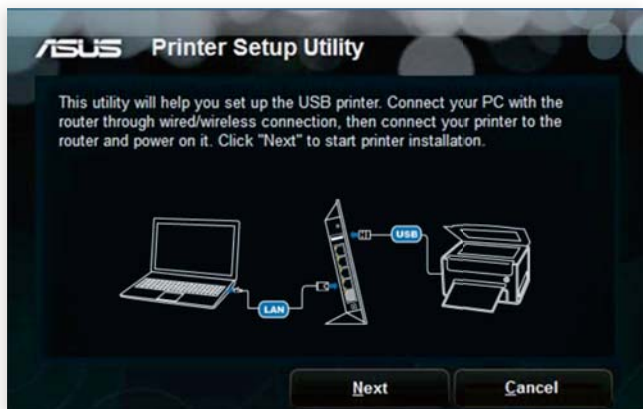 ASUS Printer Setup Utility
This utility will help you set up the USB printer. Connect your PC with the
router through wired/wireless connection, then connect your printer to the
router and power on it. Click "Next" to start printer installaton.
USB
LAN
Next Cancel